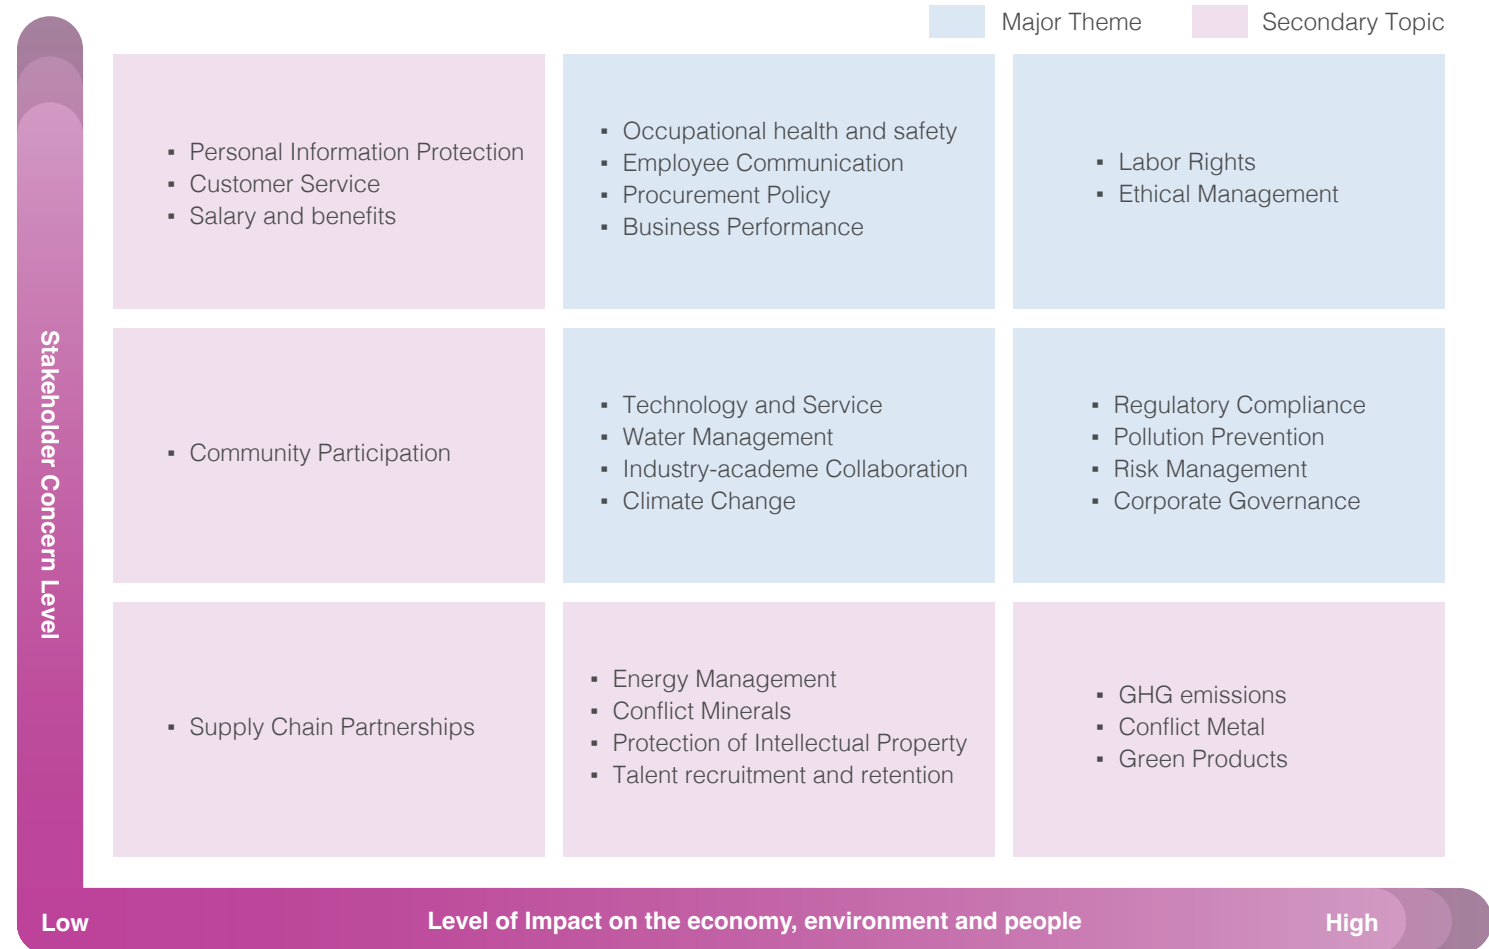 Major Theme
Secondary Topic
▪ Personal Information Protection
▪ Customer Service
▪ Salary and benefits
▪ Occupational health and safety
▪ Employee Communication
▪ Procurement Policy
▪ Business Performance
▪ Labor Rights
▪ Ethical Management
Stakeholder Concern Level
▪ Community Participation
▪ Technology and Service
▪ Water Management
▪ Industry-academe Collaboration
▪ Climate Change
▪ Regulatory Compliance
▪ Pollution Prevention
▪ Risk Management
▪ Corporate Governance
▪ Supply Chain Partnerships
▪ Energy Management
▪ Conflict Minerals
▪ Protection of Intellectual Property
▪ Talent recruitment and retention
▪ GHG emissions
▪ Conflict Metal
▪ Green Products
Low
Level of Impact on the economy, environment and people
High